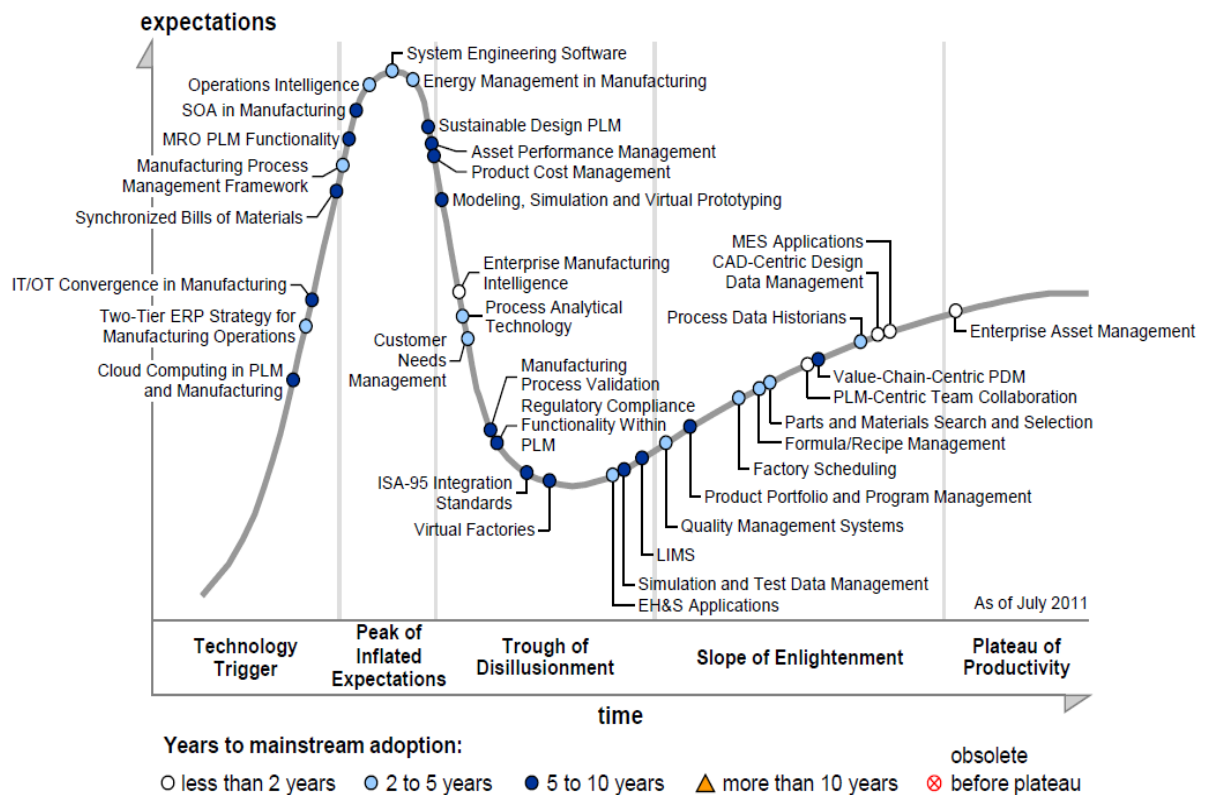 expectations
System Engineering Software
Operations Intelligence
Energy Management in Manufacturing
SOA in Manufacturing
Sustainable Design PLM
MRO PLM Functionality
Asset Performance Management
Manufacturing Process
Management Framework
Product Cost Management
Synchronized Bills of Materials
Modeling, Simulation and Virtual Prototyping
IT/OT Convergence in Manufacturing
Two-Tier ERP Strategy for
Manufacturing Operations
Cloud Computing in PLM
and Manufacturing
Enterprise Manufacturing
Intelligence
Process Analytical
Technology
Customer
Needs
Management
Manufacturing
Process Validation
Regulatory Compliance
Functionality Within
PLM
ISA-95 Integration
Standards
Virtual Factories
MES Applications
CAD-Centric Design
Data Management
Process Data Historians
Enterprise Asset Management
Value-Chain-Centric PDM
PLM-Centric Team Collaboration
Parts and Materials Search and Selection
Formula/Recipe Management
Factory Scheduling
Product Portfolio and Program Management
Quality Management Systems
LIMS
Simulation and Test Data Management
EH&S Applications
As of July 2011
Technology
Trigger
Peak of
Inflated
Expectations
Trough of
Disillusionment
Slope of Enlightenment
Plateau of
Productivity
time
Years to mainstream adoption:
less than 2 years
2 to 5 years
5 to 10 years
more than 10 years
obsolete
before plateau